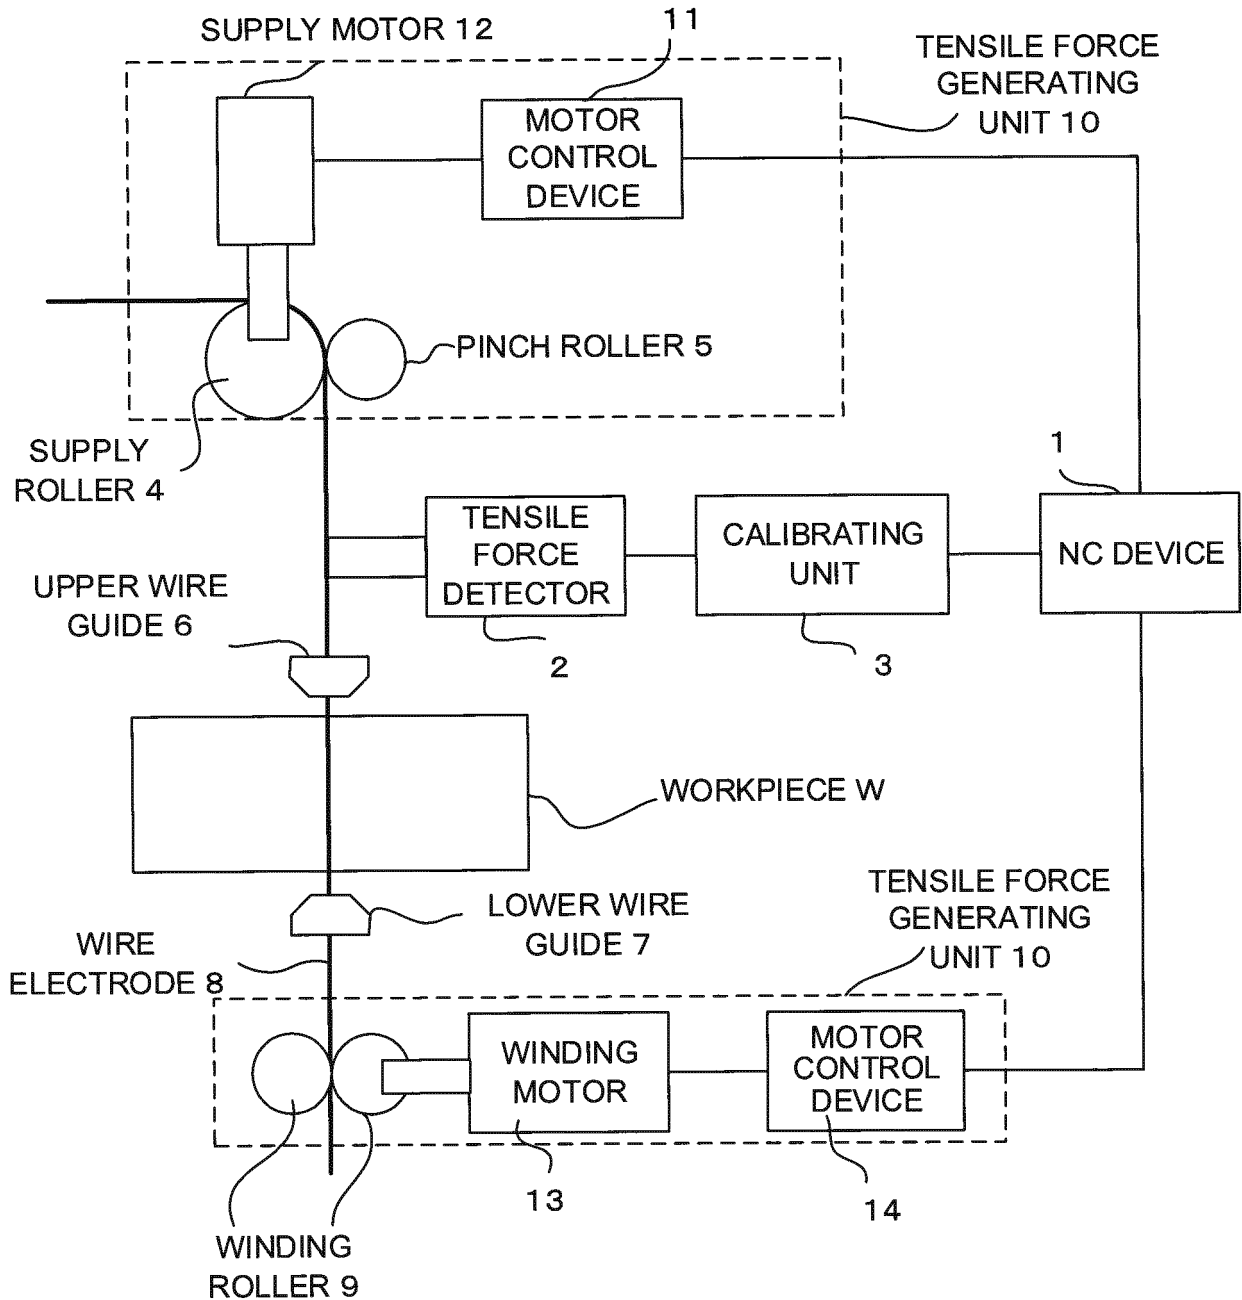 SUPPLY MOTOR 12
11
TENSILE FORCE
GENERATING
UNIT 10
MOTOR
CONTROL
DEVICE
PINCH ROLLER 5
SUPPLY
ROLLER 4
1
TENSILE
FORCE
DETECTOR
CALIBRATING
UNIT
NC DEVICE
UPPER WIRE
GUIDE 6
2
3
WORKPIECE W
LOWER WIRE
GUIDE 7
TENSILE FORCE
GENERATING
UNIT 10
WIRE
ELECTRODE 8
WINDING
MOTOR
MOTOR
CONTROL
DEVICE
13
14
WINDING
ROLLER 9